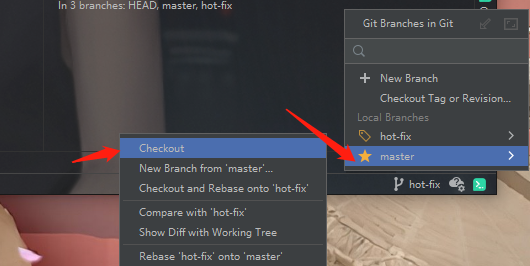 In 3 branches: HEAD, master, hot-fix
Git Branches in Git
New Branch
Checkout Tag or Revision...
Local Branches
hot-fix
master
Checkout
New Branch from 'master'...
Checkout and Rebase onto 'hot-fix'
Compare with 'hot-fix'
Show Diff with Working Tree
Rebase 'hot-fix' onto 'master'
hot-fix